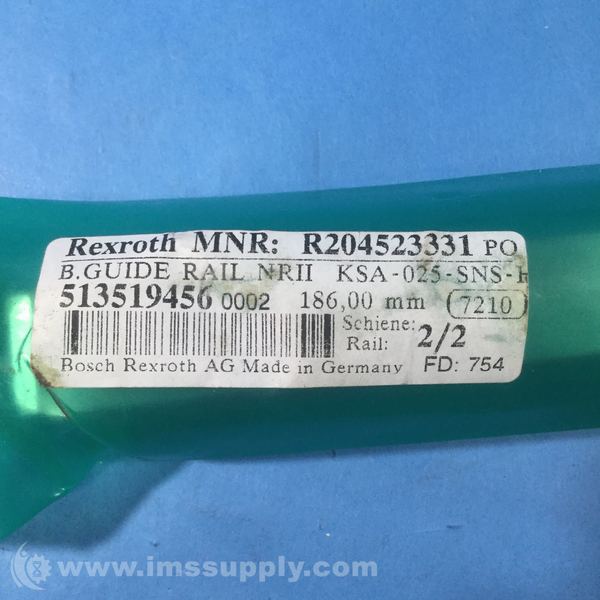 Rexroth MNR: R204523331 PO
B.GUIDE RAIL NRII KSA-025-SNS-
513519456 0002 186,00 mm 7210
Schiene:
Rail: 2/2
Bosch Rexroth AG Made in Germany FD: 754
www.imssupply.com